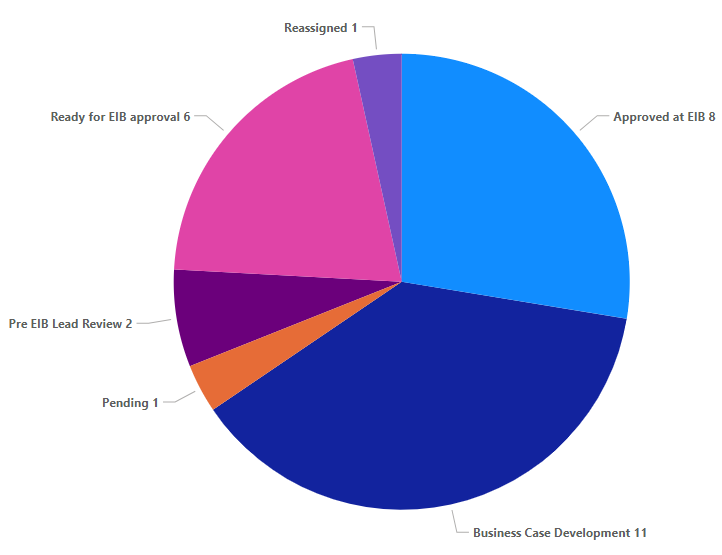 Reassigned 1
Ready for EIB approval 6
Approved at EIB 8
Pre EIB Lead Review 2
Pending 1
Business Case Development 11